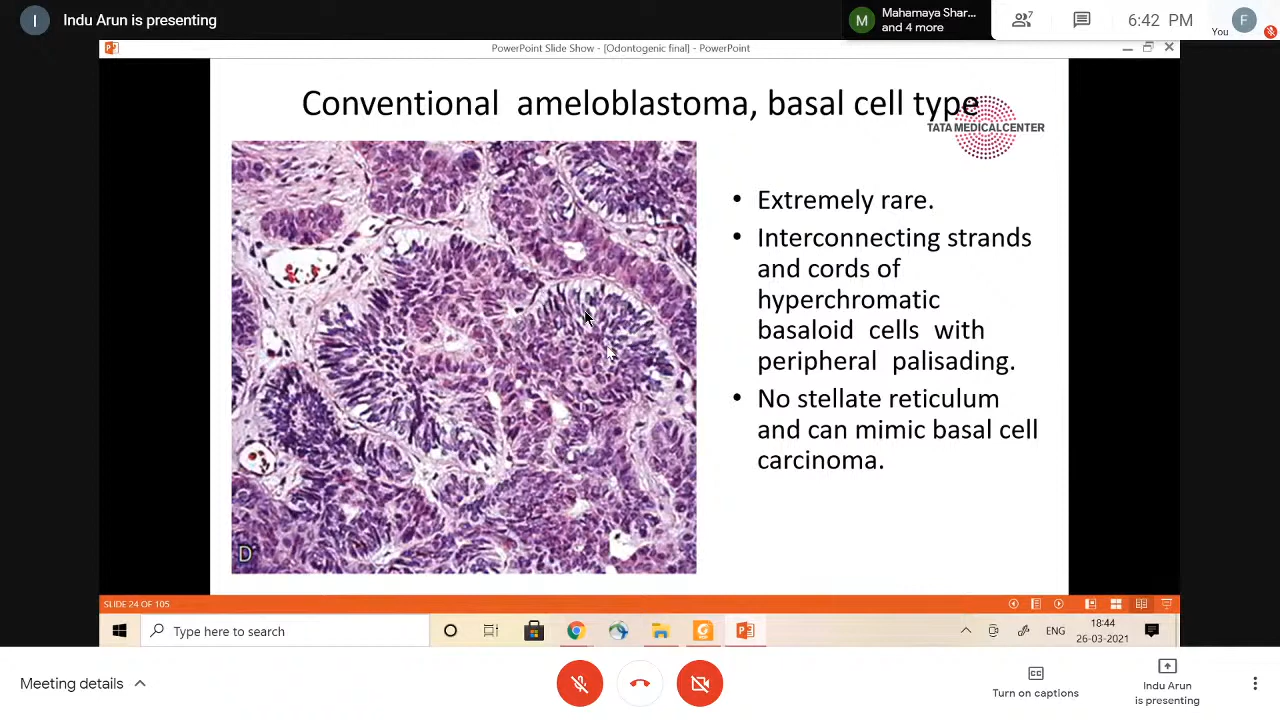 I
Indu Arun is presenting
M
Mahamaya Shar...
and 4 more
7
6:42 PM
You
F
PowerPoint Slide Show - [Odontogenic final] - PowerPoint
Conventional ameloblastoma, basal cell type
TATA MEDICAL CENTER
• Extremely rare.
• Interconnecting strands
and cords of
hyperchromatic
basaloid cells with
peripheral palisading.
• No stellate reticulum
and can mimic basal cell
carcinoma.
D
SLIDE 24 OF 105
Type here to search
ENG
18:44
26-03-2021
Meeting details
CC
Turn on captions
Indu Arun
is presenting